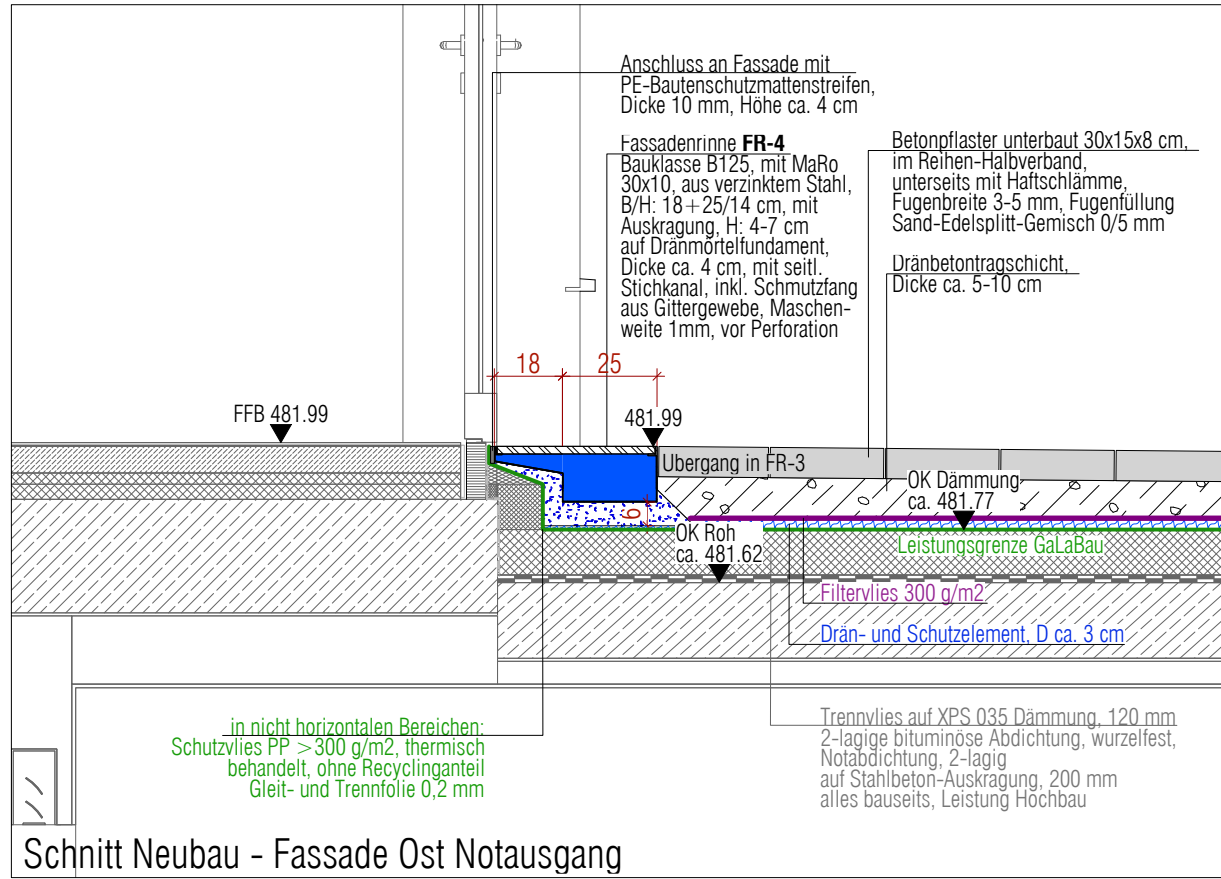 Anschluss an Fassade mit
PE-Bautenschutzmattenstreifen,
Dicke 10 mm, Höhe ca. 4 cm
Fassadenrinne FR-4
Bauklasse B125, mit MaRo
30x10, aus verzinktem Stahl,
B/H: 18+25/14 cm, mit
Auskragung, H: 4-7 cm
auf Dränmörtelfundament,
Dicke ca. 4 cm, mit seitl.
Stichkanal, inkl. Schmutzfang
aus Gittergewebe, Maschen-
weite 1mm, vor Perforation
Betonpflaster unterbaut 30x15x8 cm,
im Reihen-Halbverband,
unterseits mit Haftschlämme,
Fugenbreite 3-5 mm, Fugenfüllung
Sand-Edelsplitt-Gemisch 0/5 mm
Dränbetontragschicht,
Dicke ca. 5-10 cm
18
25
FFB 481.99
481.99
Übergang in FR-3
OK Dämmung
ca. 481.77
6
OK Roh
ca. 481.62
Leistungsgrenze GaLaBau
Filtervlies 300 g/m2
Drän- und Schutzelement, D ca. 3 cm
in nicht horizontalen Bereichen:
Schutzvlies PP >300 g/m2, thermisch
behandelt, ohne Recyclinganteil
Gleit- und Trennfolie 0,2 mm
Trennvlies auf XPS 035 Dämmung, 120 mm
2-lagige bituminöse Abdichtung, wurzelfest,
Notabdichtung, 2-lagig
auf Stahlbeton-Auskragung, 200 mm
alles bauseits, Leistung Hochbau
Schnitt Neubau - Fassade Ost Notausgang